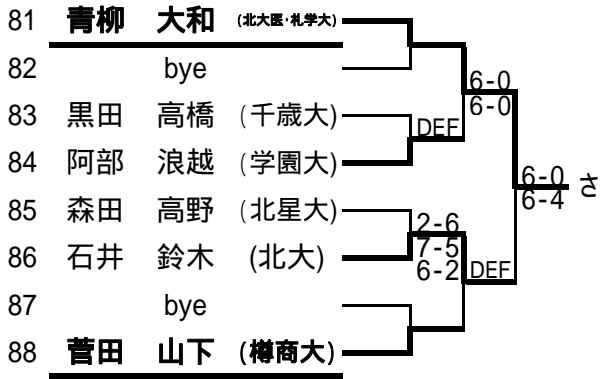 81 青柳 大和 (北大医・札学大)
82 bye
6-0
83 黒田 高橋 (千歳大)
6-0
DEF
84 阿部 浪越 (学園大)
6-0
さ
6-4
85 森田 高野 (北星大)
2-6
7-5
86 石井 鈴木 (北大)
6-2
DEF
87 bye
88 菅田 山下 (樽商大)